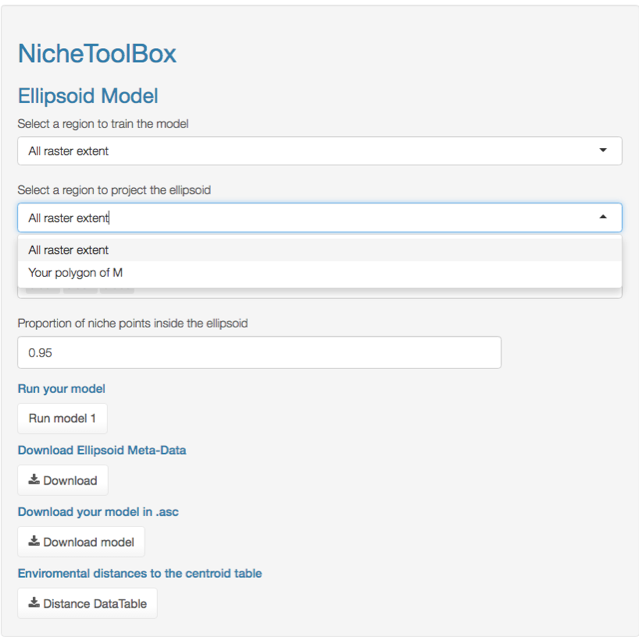 NicheToolBox
Ellipsoid Model
Select a region to train the model
All raster extent
Select a region to project the ellipsoid
All raster extent
All raster extent
Your polygon of M
Proportion of niche points inside the ellipsoid
0.95
Run your model
Run model 1
Download Ellipsoid Meta-Data
Download
Download your model in .asc
Download model
Enviromental distances to the centroid table
Distance DataTable